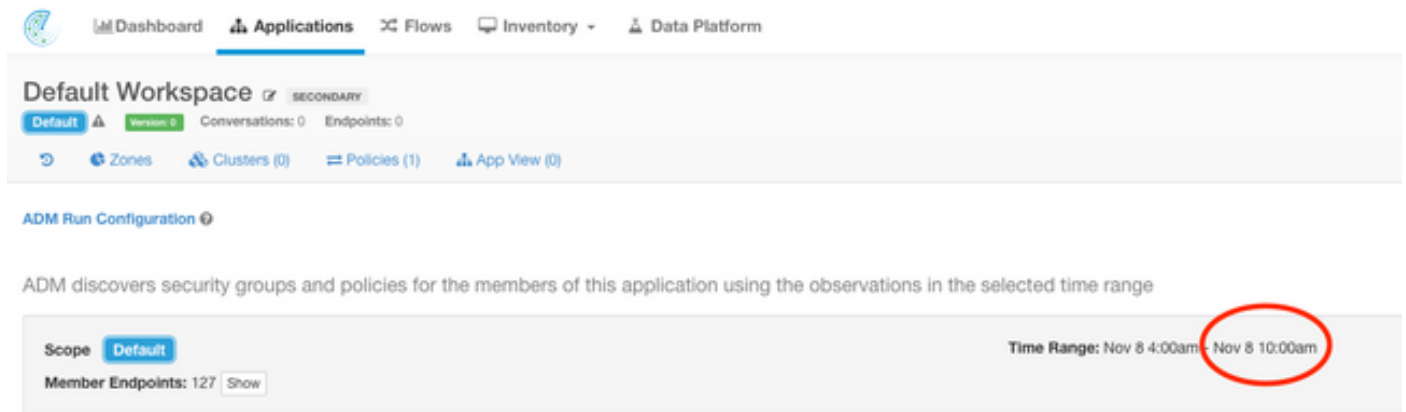 Dashboard Applications Flows Inventory Data Platform
Default Workspace SECONDARY
Default Version: 0 Conversations: 0 Endpoints: 0
Zones Clusters (0) Policies (1) App View (0)
ADM Run Configuration
ADM discovers security groups and policies for the members of this application using the observations in the selected time range
Scope Default Time Range: Nov 8 4:00am - Nov 8 10:00am
Member Endpoints: 127 Show